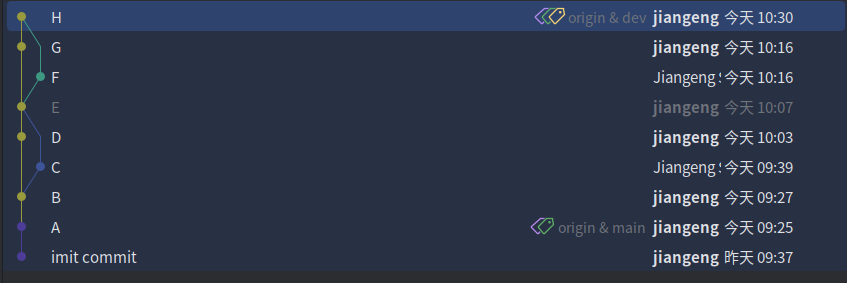 H origin & dev jiangeng 今天 10:30
G jiangeng 今天 10:16
F Jiangeng 今天 10:16
E jiangeng 今天 10:07
D jiangeng 今天 10:03
C Jiangeng 今天 09:39
B jiangeng 今天 09:27
A origin & main jiangeng 今天 09:25
imit commit jiangeng 昨天 09:37